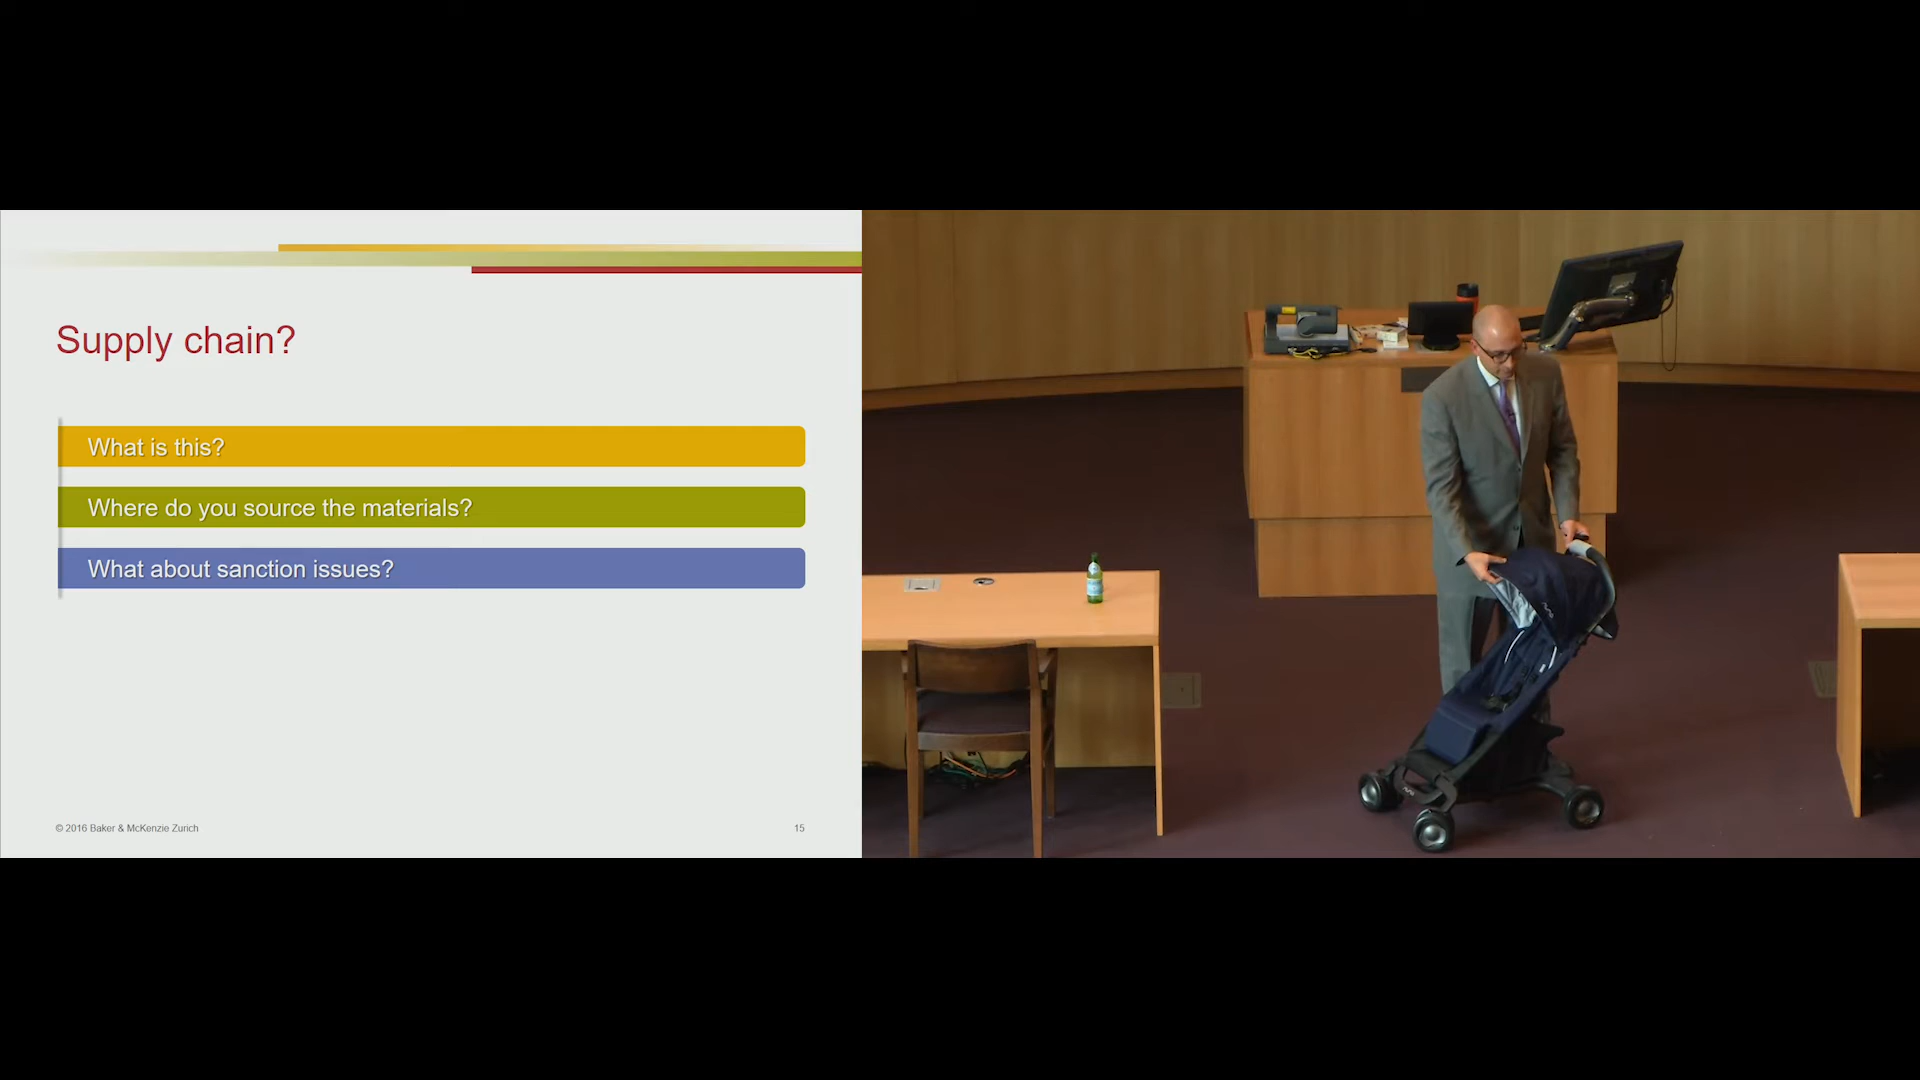 Supply chain?
What is this?
Where do you source the materials?
What about sanction issues?
© 2016 Baker & McKenzie Zurich
15